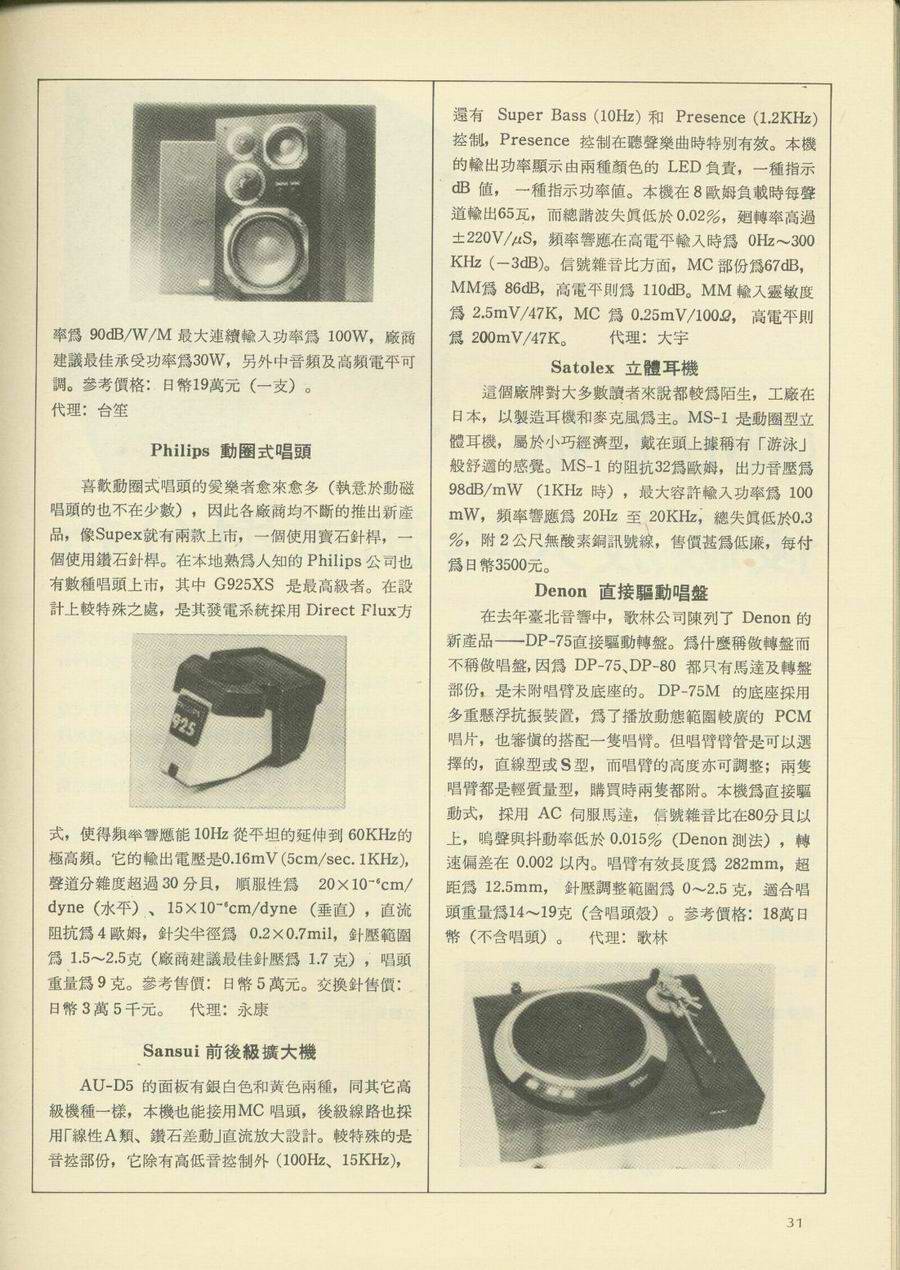 率爲 90dB/W/M 最大連續輸入功率爲 100W，廠商
建議最佳承受功率爲30W，另外中音頻及高頻電平可
調。參考價格：日幣19萬元（一支）。
代理：台笙
Philips 動圈式唱頭
喜歡動圈式唱頭的愛樂者愈來愈多（執意於動磁
唱頭的也不在少數），因此各廠商均不斷的推出新產
品，像Supex就有兩款上市，一個使用寶石針桿，一
個使用鑽石針桿。在本地熟爲人知的 Philips 公司也
有數種唱頭上市，其中 G925XS 是最高級者。在設
計上較特殊之處，是其發電系統採用 Direct Flux方
925
式，使得頻率響應能 10Hz 從平坦的延伸到 60KHz的
極高頻。它的輸出電壓是0.16mV (5cm/sec. 1KHz)，
聲道分雜度超過 30 分貝，順服性爲 20×10⁻⁶cm/
dyne（水平）、15×10⁻⁶cm/dyne（垂直），直流
阻抗爲 4 歐姆，針尖半徑爲 0.2×0.7mil，針壓範圍
爲 1.5～2.5克（廠商建議最佳針壓爲 1.7 克），唱頭
重量爲 9 克。參考售價：日幣 5 萬元。交換針售價：
日幣 3 萬 5 千元。 代理：永康
Sansui 前後級擴大機
AU-D5 的面板有銀白色和黃色兩種，同其它高
級機種一樣，本機也能接用MC 唱頭，後級線路也採
用「線性A類、鑽石差動」直流放大設計。較特殊的是
音控部份，它除有高低音控制外 (100Hz、15KHz)，
還有 Super Bass (10Hz) 和 Presence (1.2KHz)
控制，Presence 控制在聽聲樂曲時特別有效。本機
的輸出功率顯示由兩種顏色的 LED 負責，一種指示
dB 值，一種指示功率值。本機在 8 歐姆負載時每聲
道輸出65瓦，而總諧波失眞低於 0.02%，廻轉率高過
±220V/μS，頻率響應在高電平輸入時爲 0Hz～300
KHz (－3dB)。信號雜音比方面，MC 部份爲67dB，
MM爲 86dB，高電平則爲 110dB。MM 輸入靈敏度
爲 2.5mV/47K，MC 爲 0.25mV/100Ω，高電平則
爲 200mV/47K。 代理：大宇
Satolex 立體耳機
這個廠牌對大多數讀者來說都較爲陌生，工廠在
日本，以製造耳機和麥克風爲主。MS-1 是動圈型立
體耳機，屬於小巧經濟型，戴在頭上據稱有「游泳」
般舒適的感覺。MS-1 的阻抗32爲歐姆，出力音壓爲
98dB/mW （1KHz 時），最大容許輸入功率爲 100
mW，頻率響應爲 20Hz 至 20KHz，總失眞低於0.3
%，附 2 公尺無酸素銅訊號線，售價甚爲低廉，每付
爲日幣3500元。
Denon 直接驅動唱盤
在去年臺北音響中，歌林公司陳列了 Denon 的
新產品——DP-75直接驅動轉盤。爲什麼稱做轉盤而
不稱做唱盤，因爲 DP-75、DP-80 都只有馬達及轉盤
部份，是未附唱臂及底座的。DP-75M 的底座採用
多重懸浮抗振裝置，爲了播放動態範圍較廣的 PCM
唱片，也審愼的搭配一隻唱臂。但唱臂臂管是可以選
擇的，直線型或S型，而唱臂的高度亦可調整；兩隻
唱臂都是輕質量型，購買時兩隻都附。本機爲直接驅
動式，採用 AC 伺服馬達，信號雜音比在80分貝以
上，鳴聲與抖動率低於 0.015%（Denon 測法），轉
速偏差在 0.002 以內。唱臂有效長度爲 282mm，超
距爲 12.5mm，針壓調整範圍爲 0～2.5 克，適合唱
頭重量爲14～19克（含唱頭殼）。參考價格：18萬日
幣（不含唱頭）。 代理：歌林
31